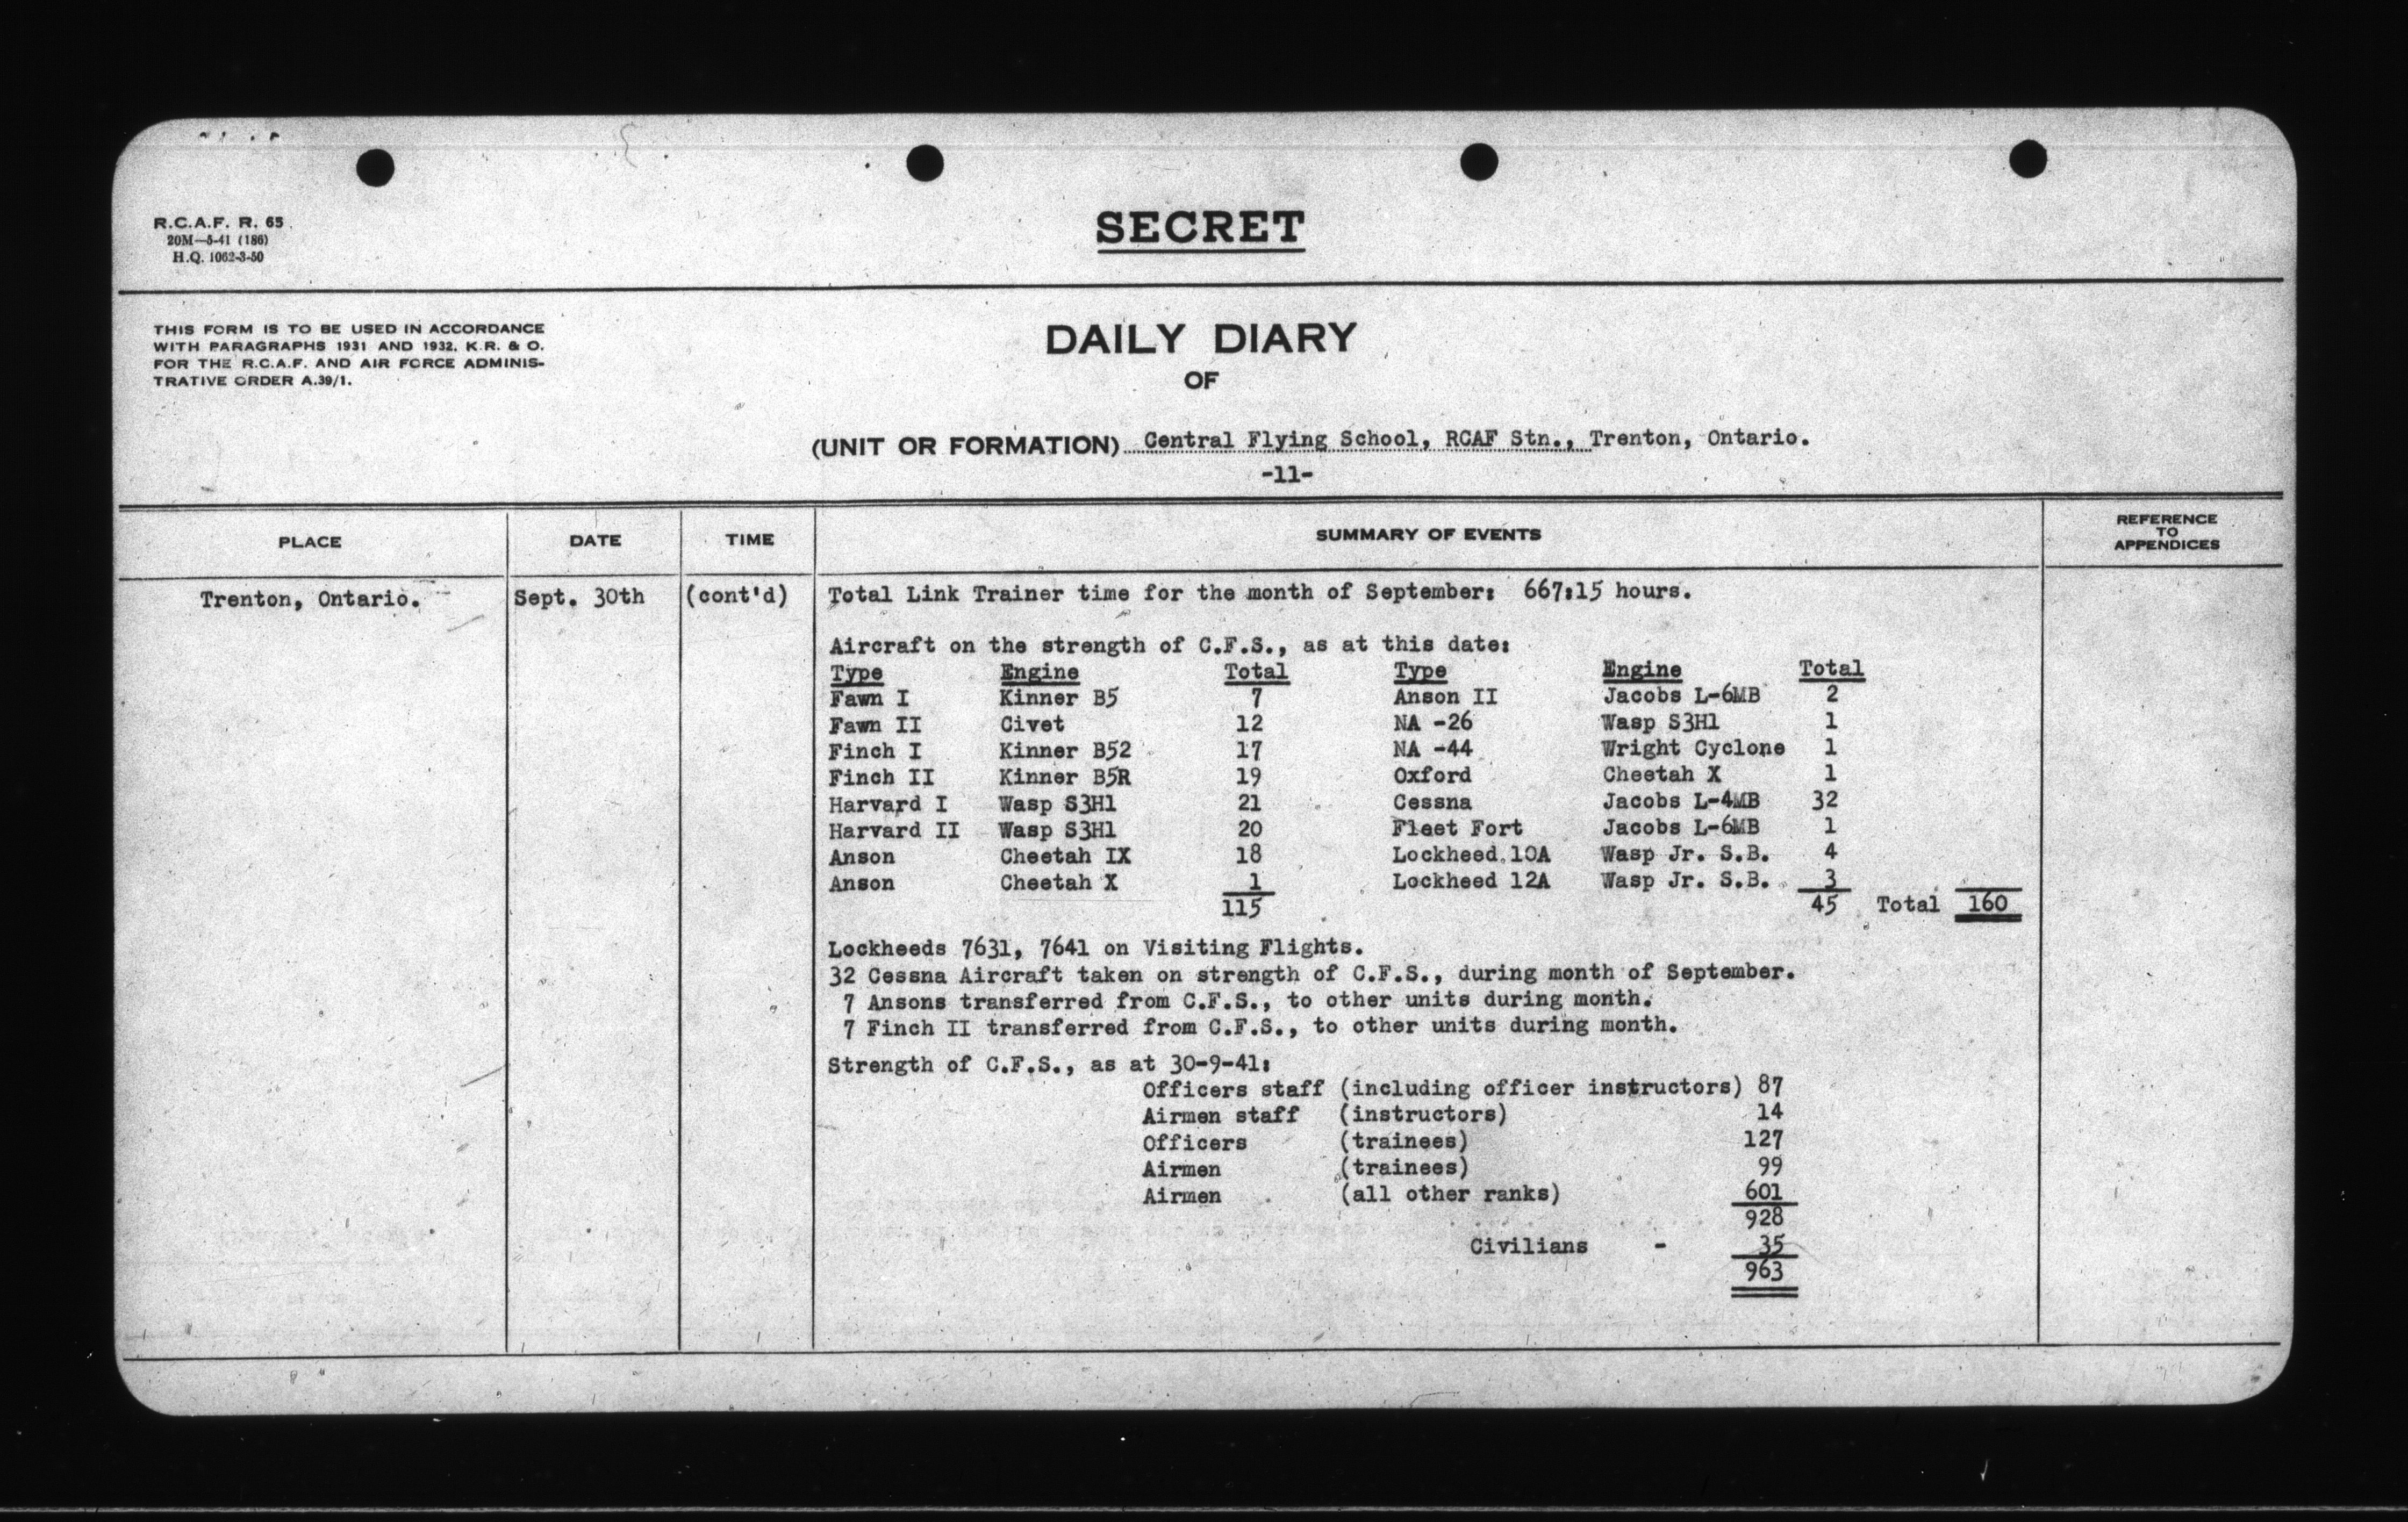 R.C.A.F. R. 65
20M—5-41 (186)
H.Q. 1062-3-50
SECRET
THIS FORM IS TO BE USED IN ACCORDANCE
WITH PARAGRAPHS 1931 AND 1932, K.R. & O.
FOR THE R.C.A.F. AND AIR FORCE ADMINIS-
TRATIVE ORDER A.39/1.
DAILY DIARY
OF
(UNIT OR FORMATION) Central Flying School, RCAF Stn., Trenton, Ontario.
-11-
PLACE DATE TIME SUMMARY OF EVENTS REFERENCE TO APPENDICES
Trenton, Ontario. Sept. 30th (cont'd) Total Link Trainer time for the month of September: 667:15 hours.
Aircraft on the strength of C.F.S., as at this date:
Type Engine Total Type Engine Total
Fawn I Kinner B5 7 Anson II Jacobs L-6MB 2
Fawn II Civet 12 NA -26 Wasp S3H1 1
Finch I Kinner B52 17 NA -44 Wright Cyclone 1
Finch II Kinner B5R 19 Oxford Cheetah X 1
Harvard I Wasp S3H1 21 Cessna Jacobs L-4MB 32
Harvard II Wasp S3H1 20 Fleet Fort Jacobs L-6MB 1
Anson Cheetah IX 18 Lockheed 10A Wasp Jr. S.B. 4
Anson Cheetah X 1 Lockheed 12A Wasp Jr. S.B. 3
115 45 Total 160
Lockheeds 7631, 7641 on Visiting Flights.
32 Cessna Aircraft taken on strength of C.F.S., during month of September.
7 Ansons transferred from C.F.S., to other units during month.
7 Finch II transferred from C.F.S., to other units during month.
Strength of C.F.S., as at 30-9-41:
Officers staff (including officer instructors) 87
Airmen staff (instructors) 14
Officers (trainees) 127
Airmen (trainees) 99
Airmen (all other ranks) 601
928
Civilians - 35
963